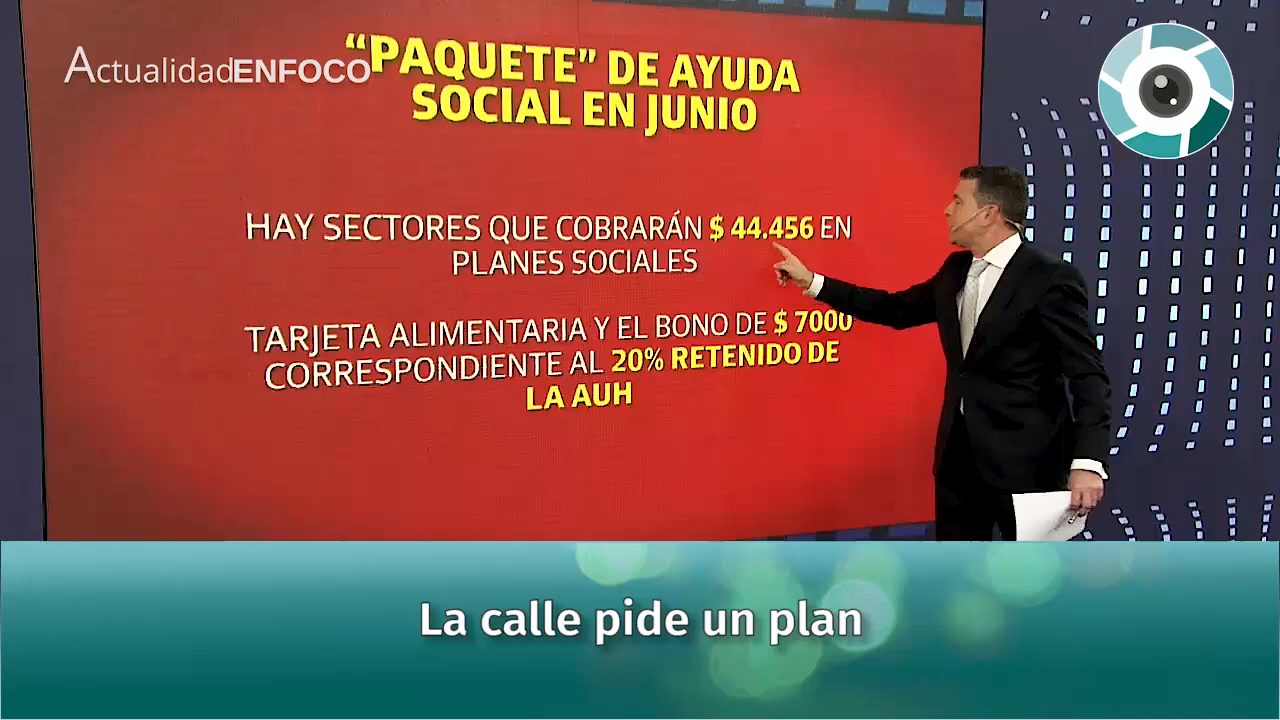 ActualidadENFOCO
“PAQUETE” DE AYUDA
SOCIAL EN JUNIO
HAY SECTORES QUE COBRARÁN $ 44.456 EN
PLANES SOCIALES
TARJETA ALIMENTARIA Y EL BONO DE $ 7000
CORRESPONDIENTE AL 20% RETENIDO DE
LA AUH
La calle pide un plan